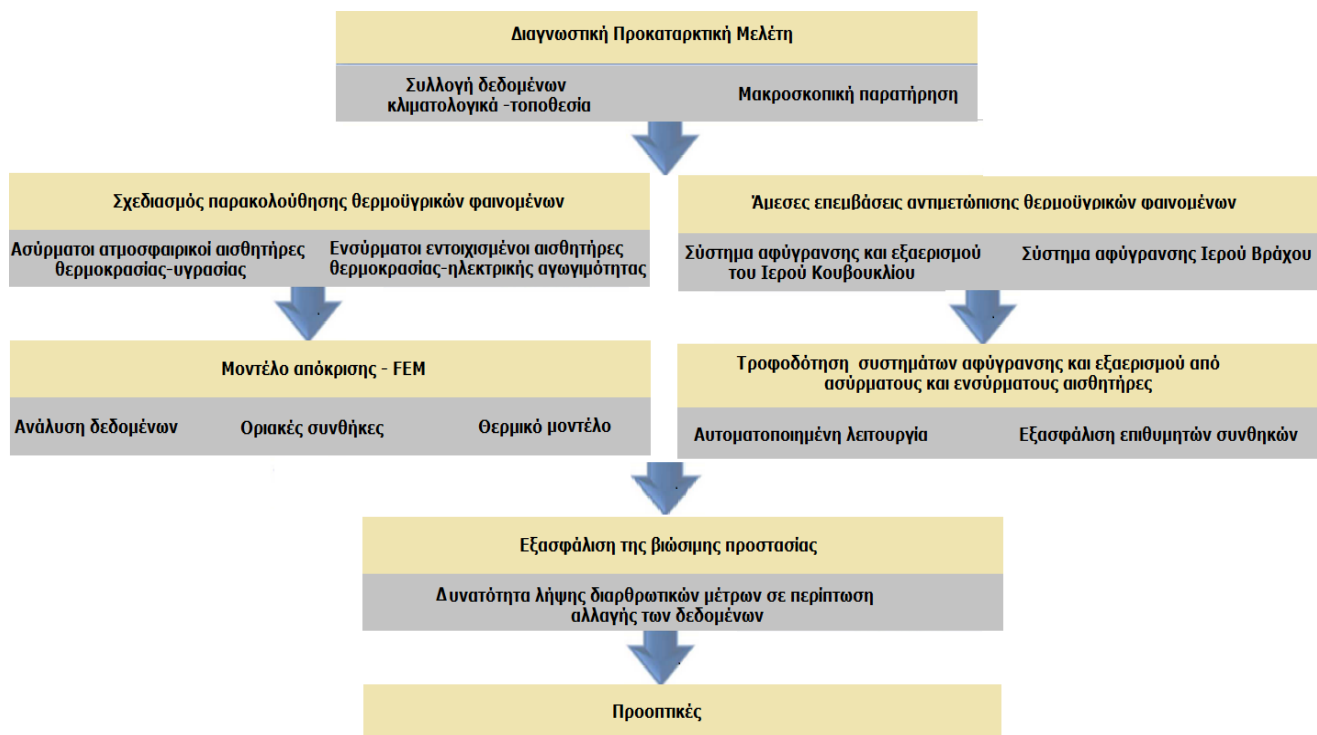 Διαγνωστική Προκαταρκτική Μελέτη
Συλλογή δεδομένων
κλιματολογικά -τοποθεσία
Μακροσκοπική παρατήρηση
Σχεδιασμός παρακολούθησης θερμοϋγρικών φαινομένων
Ασύρματοι ατμοσφαιρικοί αισθητήρες
θερμοκρασίας-υγρασίας
Ενσύρματοι εντοιχισμένοι αισθητήρες
θερμοκρασίας-ηλεκτρικής αγωγιμότητας
Άμεσες επεμβάσεις αντιμετώπισης θερμοϋγρικών φαινομένων
Σύστημα αφύγρανσης και εξαερισμού
του Ιερού Κουβουκλίου
Σύστημα αφύγρανσης Ιερού Βράχου
Μοντέλο απόκρισης - FEM
Ανάλυση δεδομένων
Οριακές συνθήκες
Θερμικό μοντέλο
Τροφοδότηση συστημάτων αφύγρανσης και εξαερισμού από
ασύρματους και ενσύρματους αισθητήρες
Αυτοματοποιημένη λειτουργία
Εξασφάλιση επιθυμητών συνθηκών
Εξασφάλιση της βιώσιμης προστασίας
Δυνατότητα λήψης διαρθρωτικών μέτρων σε περίπτωση
αλλαγής των δεδομένων
Προοπτικές